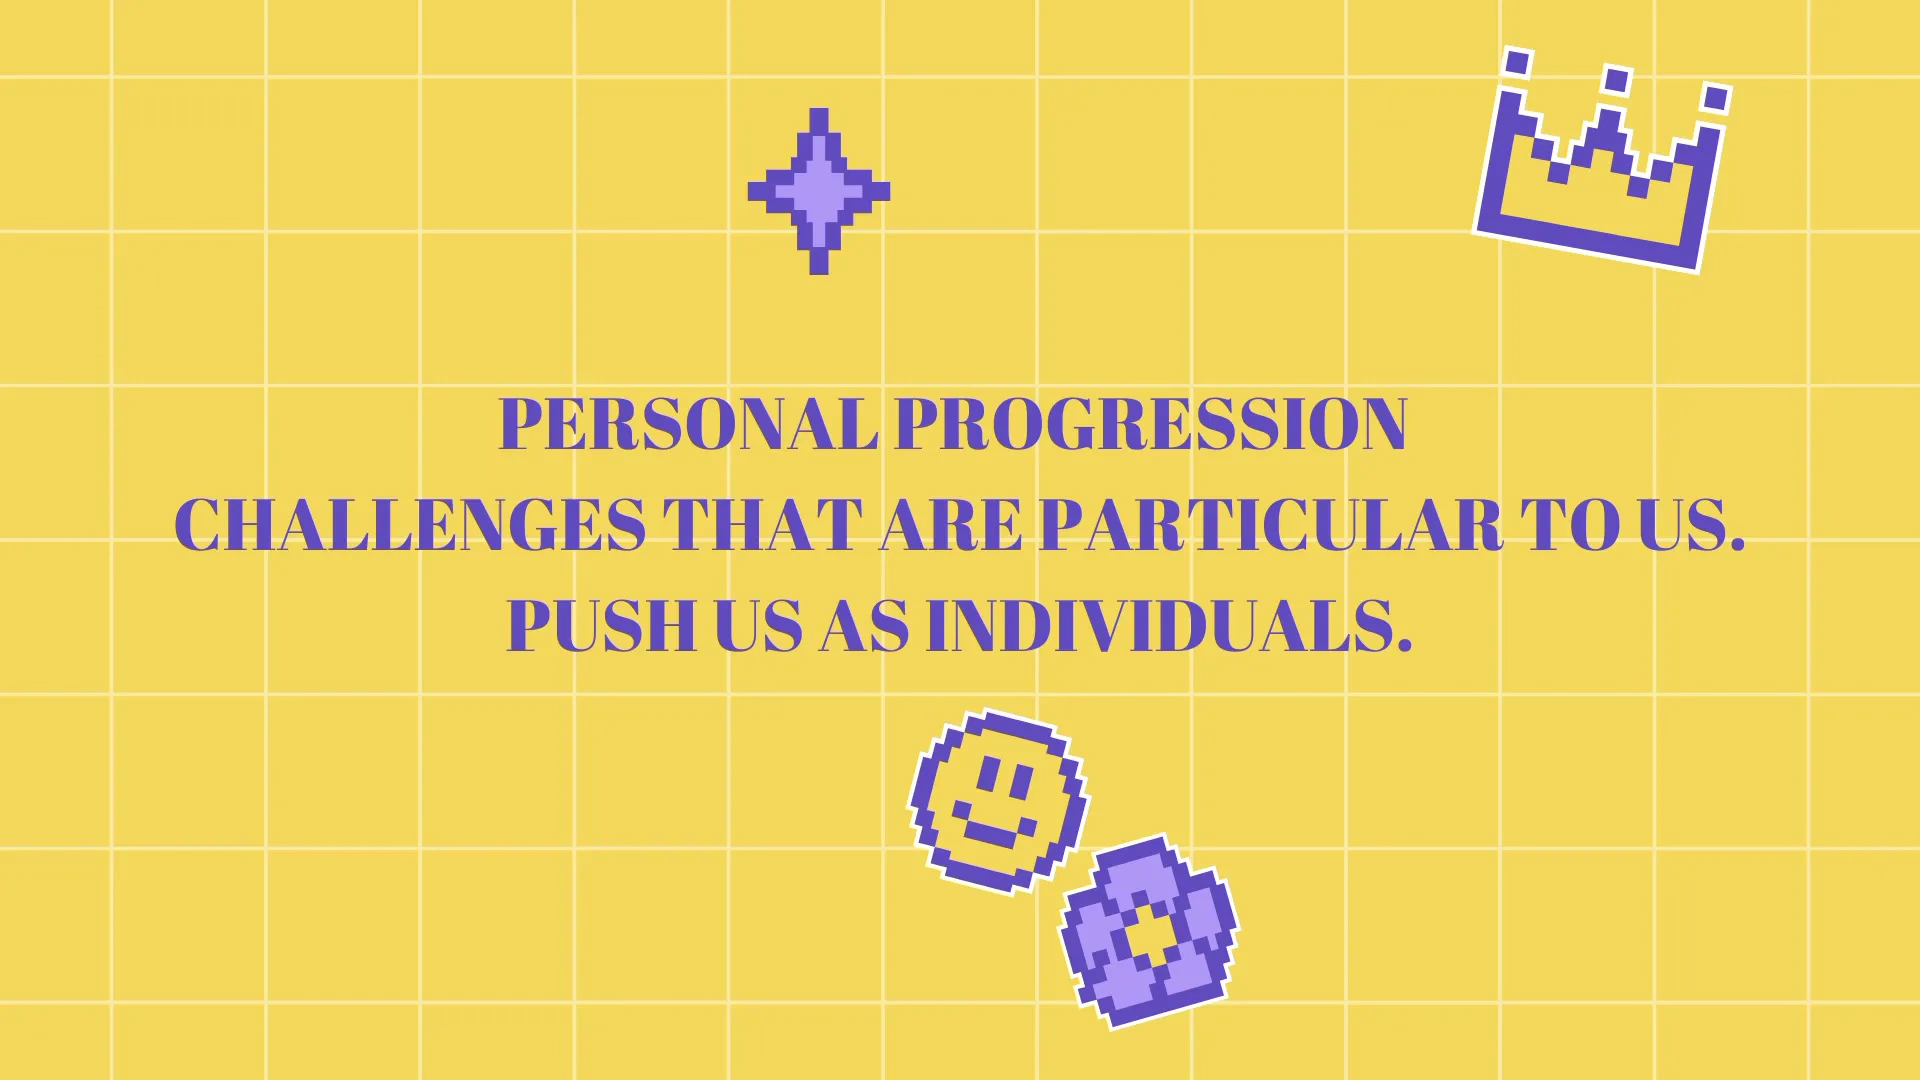 PERSONAL PROGRESSION
CHALLENGES THAT ARE PARTICULAR TO US.
PUSH US AS INDIVIDUALS.